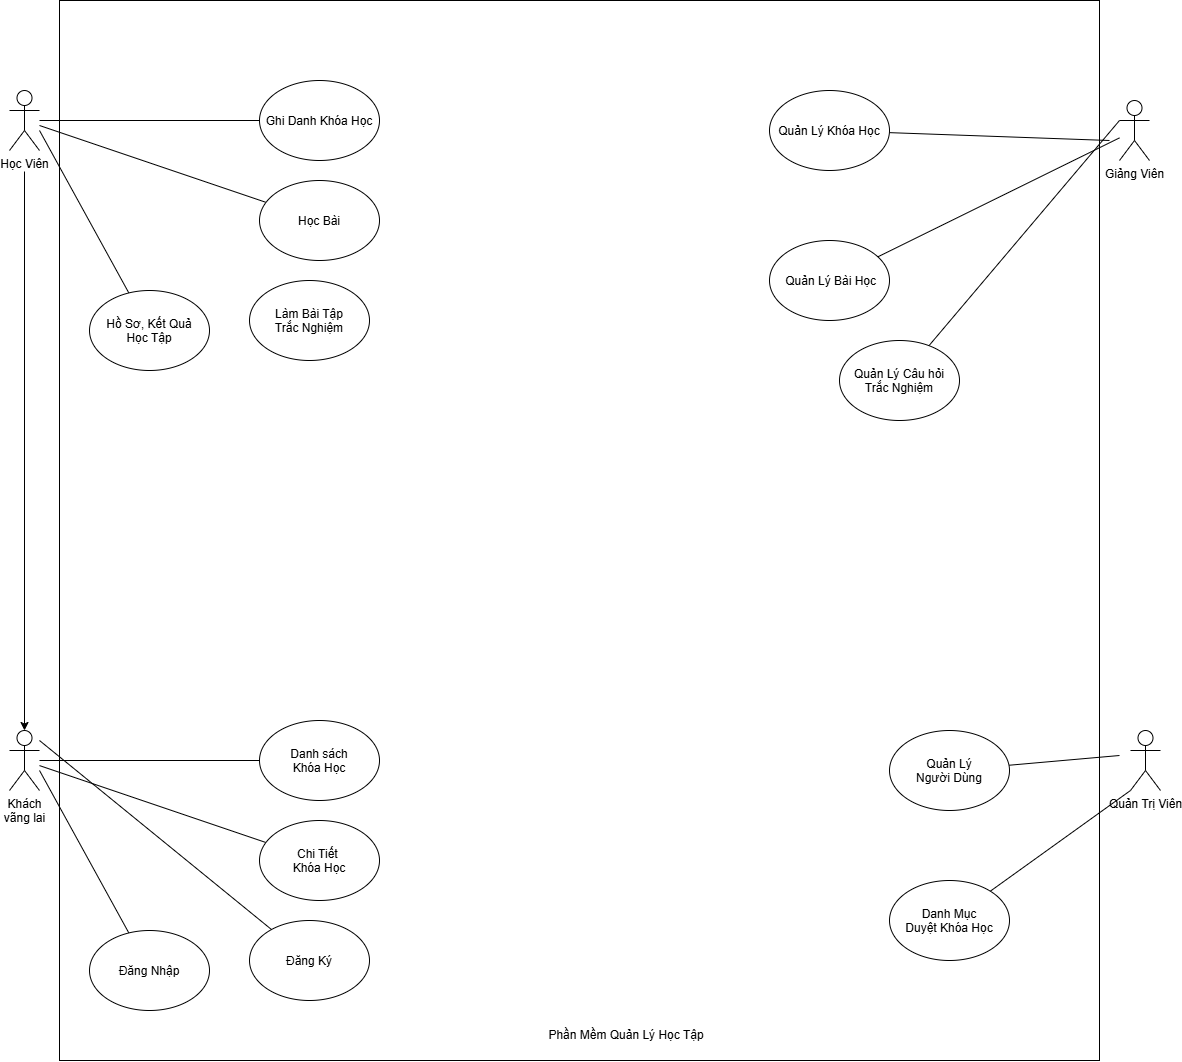 Học Viên
Ghi Danh Khóa Học
Học Bài
Hồ Sơ, Kết Quả
Học Tập
Làm Bài Tập
Trắc Nghiệm
Quản Lý Khóa Học
Giảng Viên
Quản Lý Bài Học
Quản Lý Câu hỏi
Trắc Nghiệm
Khách
vãng lai
Danh sách
Khóa Học
Chi Tiết
Khóa Học
Đăng Nhập
Đăng Ký
Quản Lý
Người Dùng
Quản Trị Viên
Danh Mục
Duyệt Khóa Học
Phần Mềm Quản Lý Học Tập